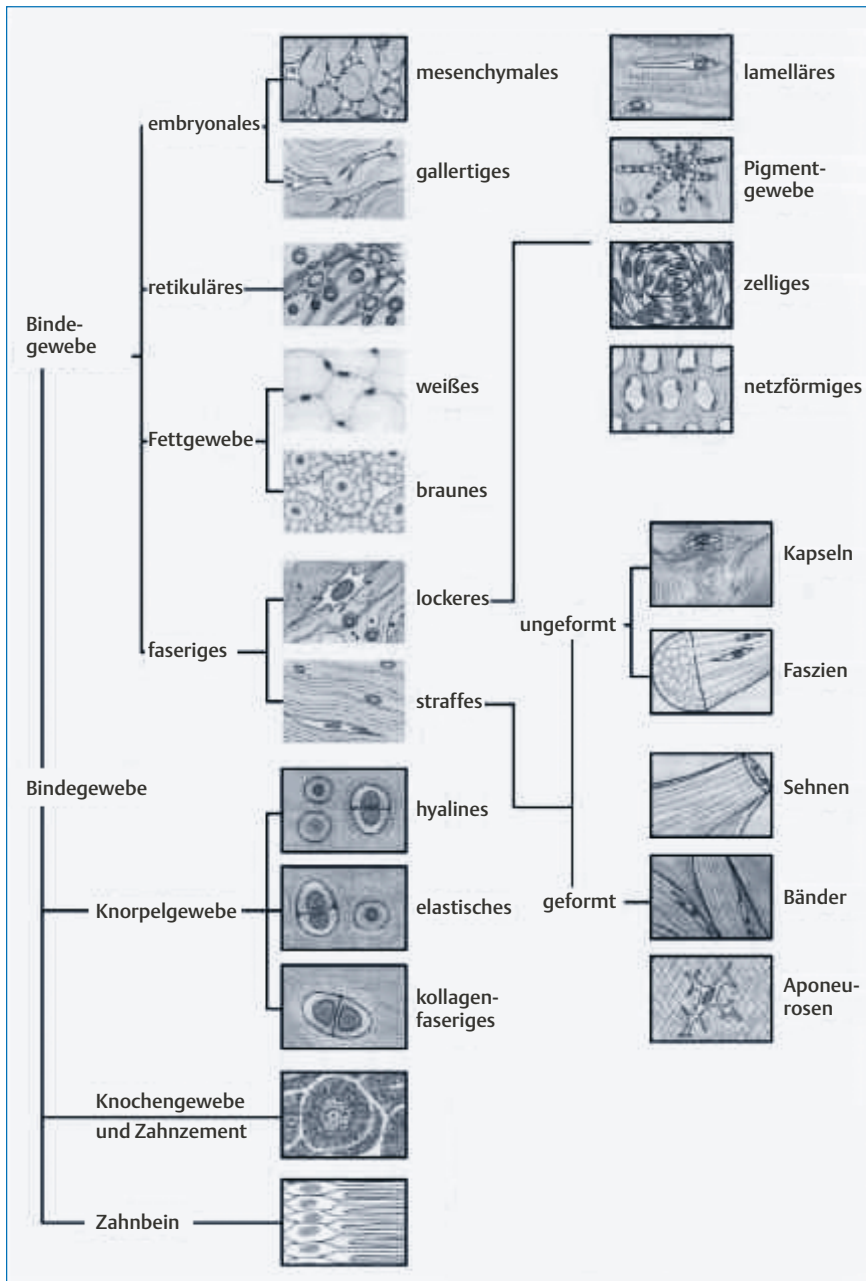 mesenchymales
embryonales
gallertiges
retikuläres
Binde-
gewebe
weißes
Fettgewebe
braunes
lockeres
faseriges
straffes
Bindegewebe
hyalines
Knorpelgewebe
elastisches
kollagen-
faseriges
Knochengewebe
und Zahnzement
Zahnbein
lamelläres
Pigment-
gewebe
zelliges
netzförmiges
Kapseln
ungeformt
Faszien
Sehnen
geformt
Bänder
Aponeu-
rosen